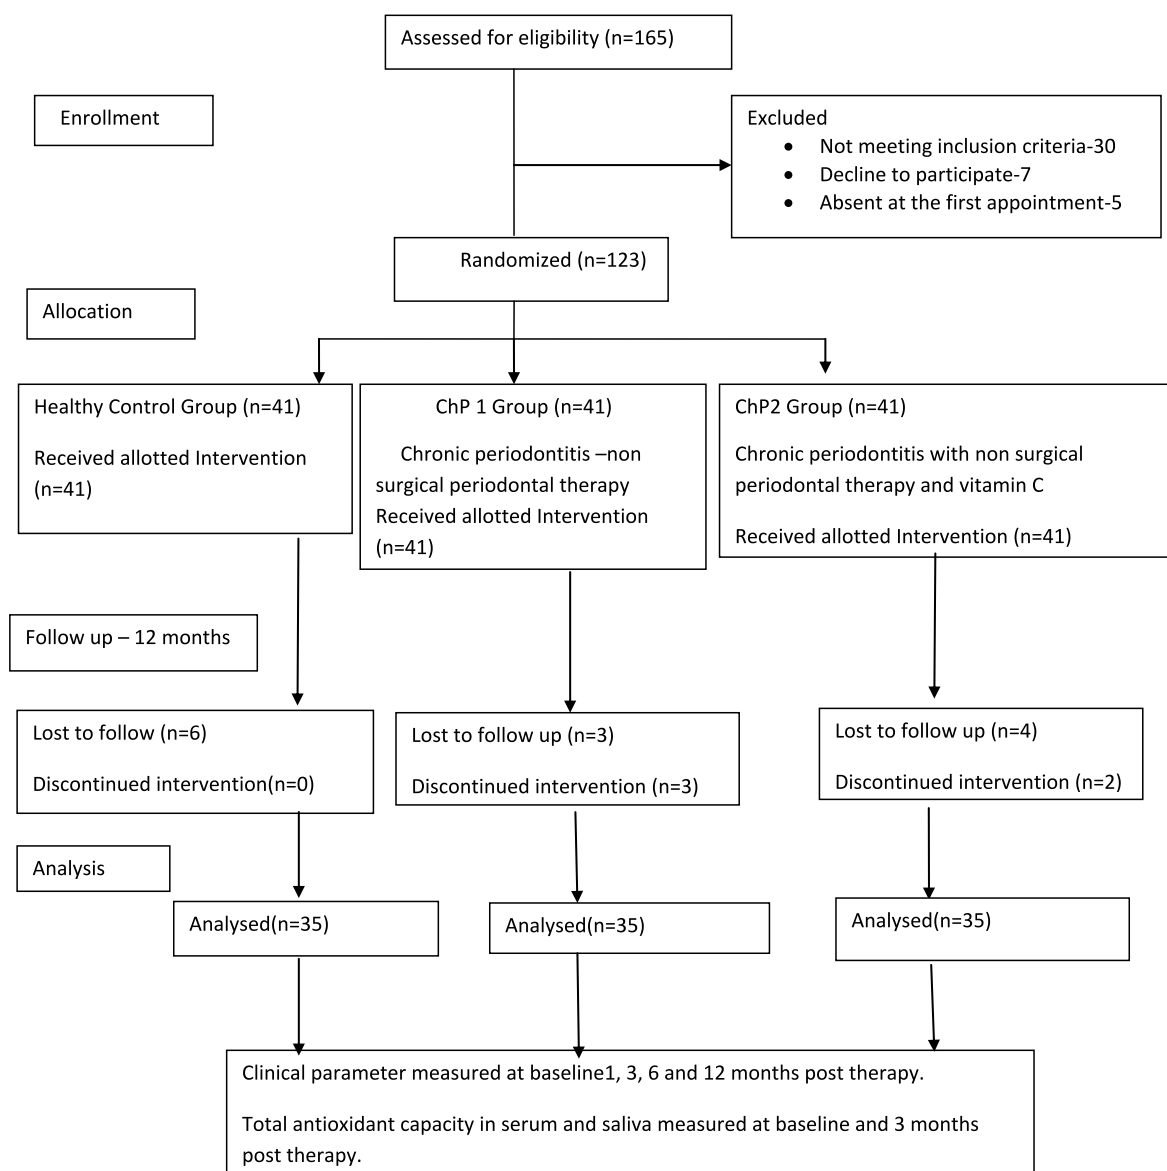 Assessed for eligibility (n=165)
Enrollment
Excluded
• Not meeting inclusion criteria-30
• Decline to participate-7
• Absent at the first appointment-5
Randomized (n=123)
Allocation
Healthy Control Group (n=41)
Received allotted Intervention
(n=41)
ChP 1 Group (n=41)
Chronic periodontitis –non
surgical periodontal therapy
Received allotted Intervention
(n=41)
ChP2 Group (n=41)
Chronic periodontitis with non surgical
periodontal therapy and vitamin C
Received allotted Intervention (n=41)
Follow up – 12 months
Lost to follow (n=6)
Discontinued intervention(n=0)
Lost to follow up (n=3)
Discontinued intervention (n=3)
Lost to follow up (n=4)
Discontinued intervention (n=2)
Analysis
Analysed(n=35)
Analysed(n=35)
Analysed(n=35)
Clinical parameter measured at baseline1, 3, 6 and 12 months post therapy.
Total antioxidant capacity in serum and saliva measured at baseline and 3 months
post therapy.